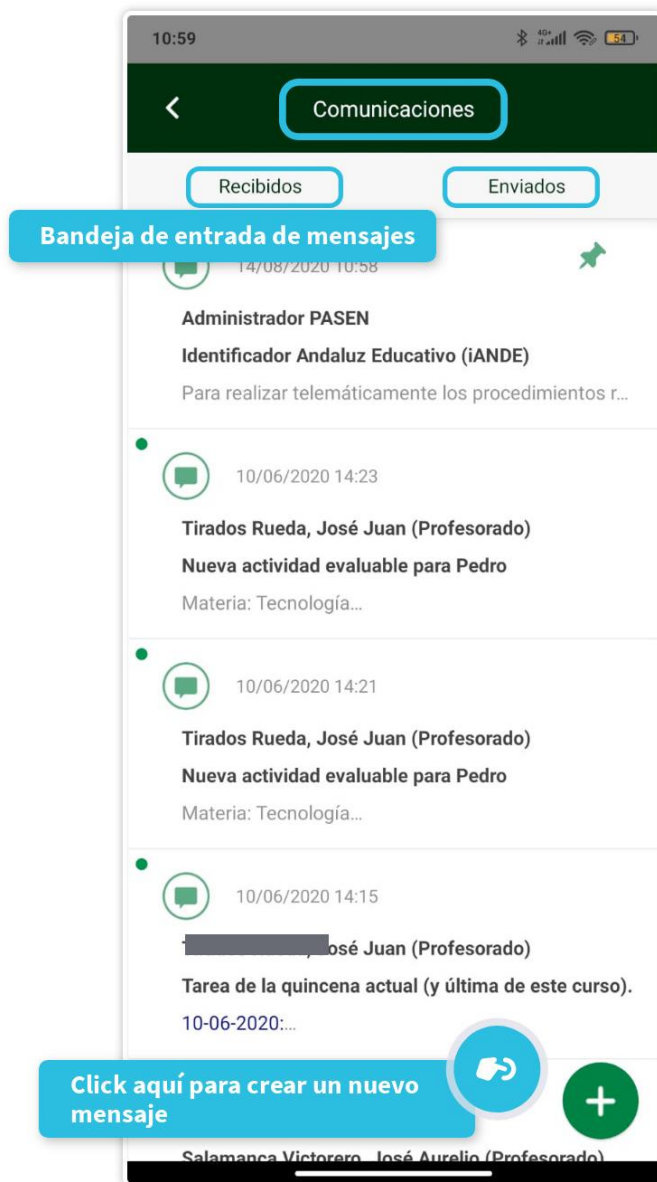 10:59
4G+
54
Comunicaciones
Recibidos
Enviados
Bandeja de entrada de mensajes
14/08/2020 10:58
Administrador PASEN
Identificador Andaluz Educativo (iANDE)
Para realizar telemáticamente los procedimientos r...
10/06/2020 14:23
Tirados Rueda, José Juan (Profesorado)
Nueva actividad evaluable para Pedro
Materia: Tecnología...
10/06/2020 14:21
Tirados Rueda, José Juan (Profesorado)
Nueva actividad evaluable para Pedro
Materia: Tecnología...
10/06/2020 14:15
Juan (Profesorado)
Tarea de la quincena actual (y última de este curso).
10-06-2020:...
Click aquí para crear un nuevo
mensaje
Salamanca Victorero, José Aurelio (Profesorado)